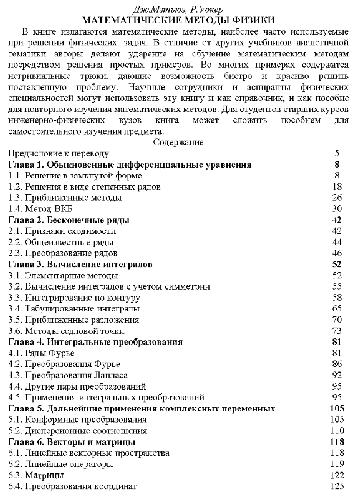 Дж.Мэтьюз, Р.Уокер
МАТЕМАТИЧЕСКИЕ МЕТОДЫ ФИЗИКИ
В книге излагаются математические методы, наиболее часто используемые
при решении физических задач. В отличие от других учебников аналогичной
тематики авторы делают ударение на обучение математическим методам
посредством решения простых примеров. Во многих примерах содержатся
нетривиальные трюки, дающие возможность быстро и красиво решить
поставленную проблему. Научные сотрудники и аспиранты физических
специальностей могут использовать эту книгу и как справочник, и как пособие
для повторного изучения математических методов. Для студентов старших курсов
инженерно-физических вузов книга может служить пособием для
самостоятельного изучения предмета.
Содержание
Предисловие к переводу 5
Глава 1. Обыкновенные дифференциальные уравнения 8
1.1. Решение в замкнутой форме 8
1.2. Решения в виде степенных рядов 18
1.3. Приближенные методы 26
1.4. Метод ВКБ 30
Глава 2. Бесконечные ряды 42
2.1. Признаки сходимости 42
2.2. Общеизвестные ряды 44
2.3. Преобразование рядов 46
Глава 3. Вычисление интегралов 52
3.1. Элементарные методы 52
3.2. Вычисление интегралов с учетом симметрии 55
3.3. Интегрирование по контуру 58
3.4. Табулированные интегралы 65
3.5. Приближенные разложения 70
3.6. Методы седловой точки 73
Глава 4. Интегральные преобразования 81
4.1. Ряды Фурье 81
4.2. Преобразования Фурье 86
4.3. Преобразования Лапласа 92
4.4. Другие пары преобразований 95
4.5. Применения интегральных преобразований 95
Глава 5. Дальнейшие применения комплексных переменных 105
5.1. Конформные преобразования 105
5.2. Дисперсионные соотношения 110
Глава 6. Векторы и матрицы 118
6.1. Линейные векторные пространства 118
6.2. Линейные операторы 119
6.3. Матрицы 122
6.4. Преобразования координат 125